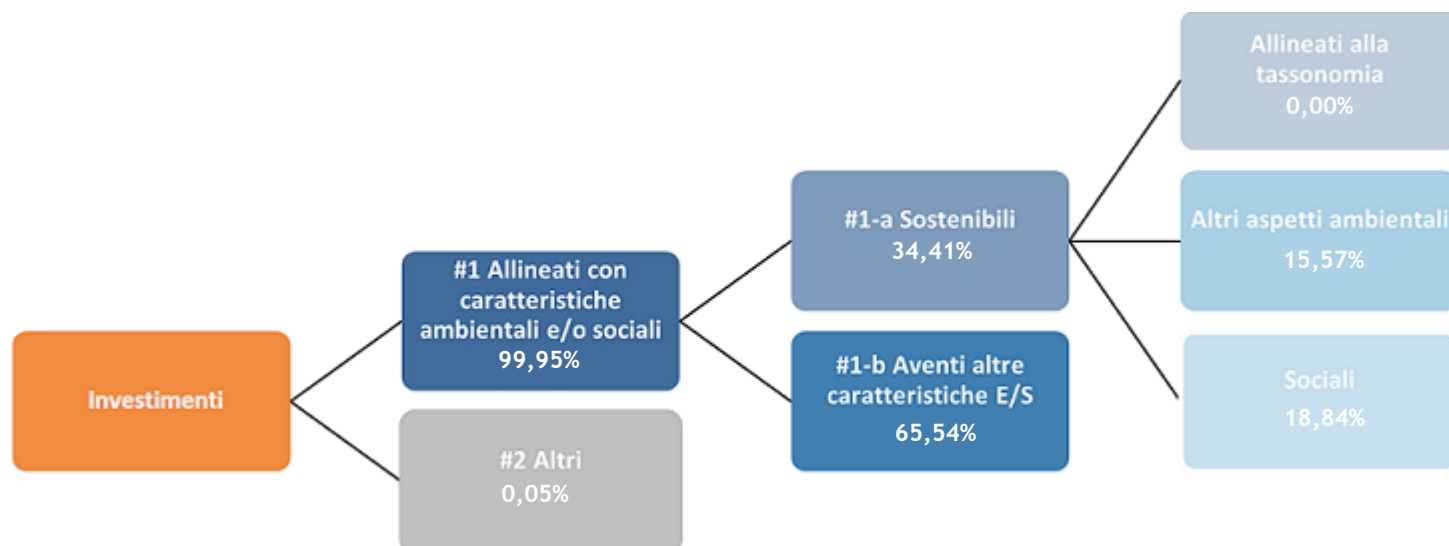 Investimenti
#1 Allineati con
caratteristiche
ambientali e/o sociali
99,95%
#2 Altri
0,05%
#1-a Sostenibili
34,41%
#1-b Aventi altre
caratteristiche E/S
65,54%
Allineati alla
tassonomia
0,00%
Altri aspetti ambientali
15,57%
Sociali
18,84%